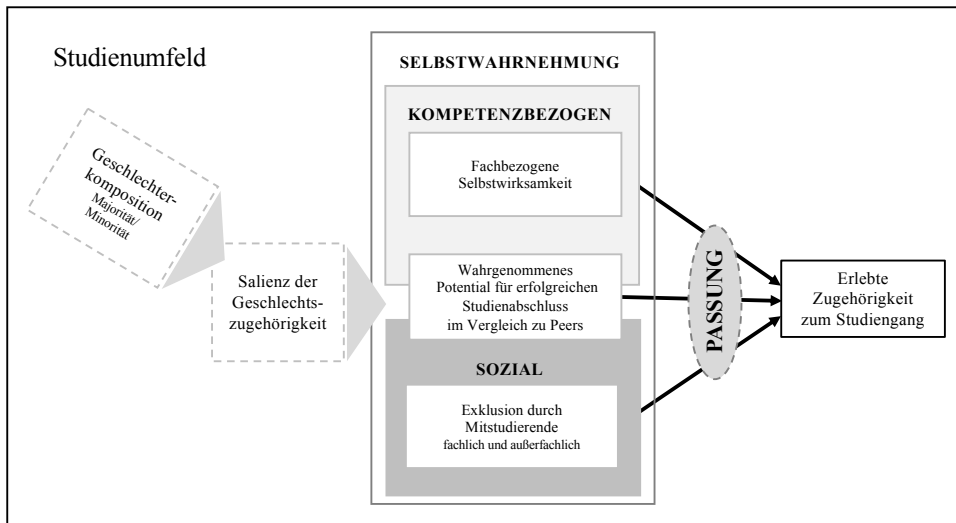 Studienumfeld
Geschlechter-
komposition
Majorität/
Minorität
Salienz der
Geschlechts-
zugehörigkeit
SELBSTWAHRNEHMUNG
KOMPETENZBEZOGEN
Fachbezogene
Selbstwirksamkeit
Wahrgenommenes
Potential für erfolgreichen
Studienabschluss
im Vergleich zu Peers
SOZIAL
Exklusion durch
Mitstudierende
fachlich und außerfachlich
PASSUNG
Erlebte
Zugehörigkeit
zum Studiengang